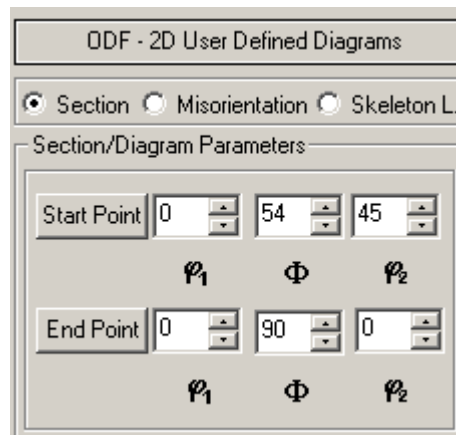 ODF - 2D User Defined Diagrams
Section Misorientation Skeleton L.
Section/Diagram Parameters
Start Point 0 54 45
φ1 Φ φ2
End Point 0 90 0
φ1 Φ φ2